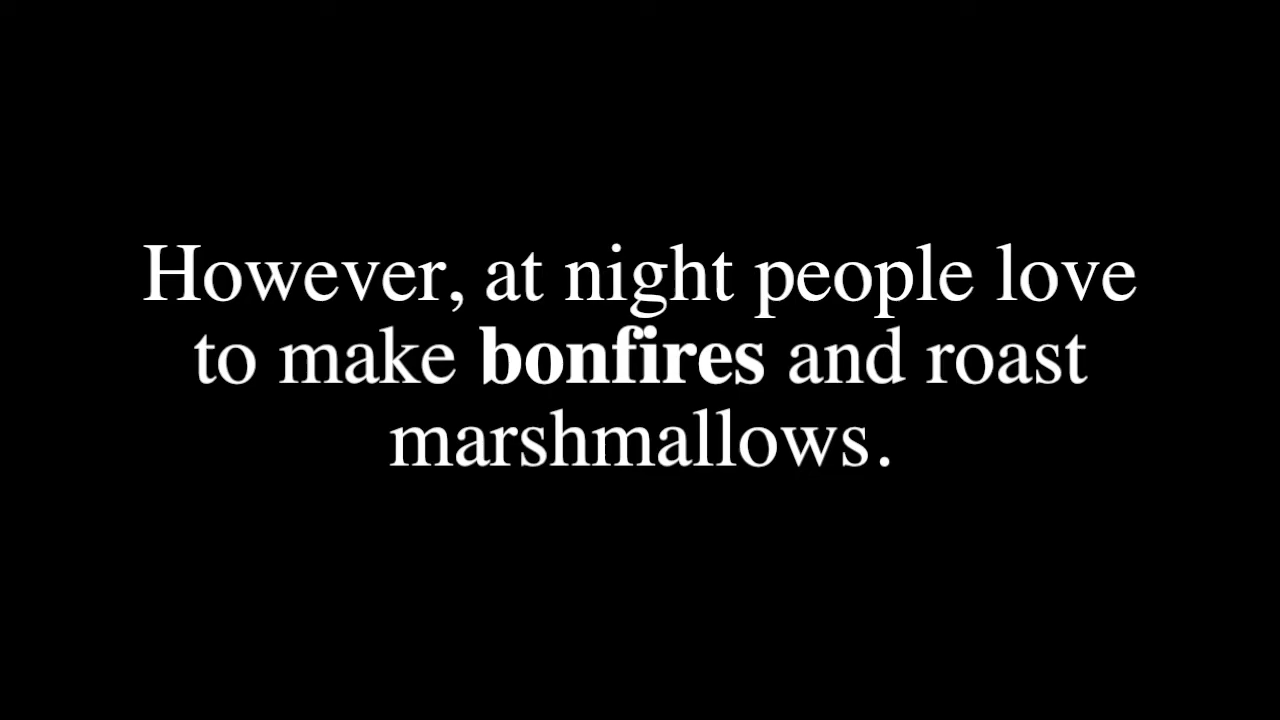 However, at night people love
to make bonfires and roast
marshmallows.